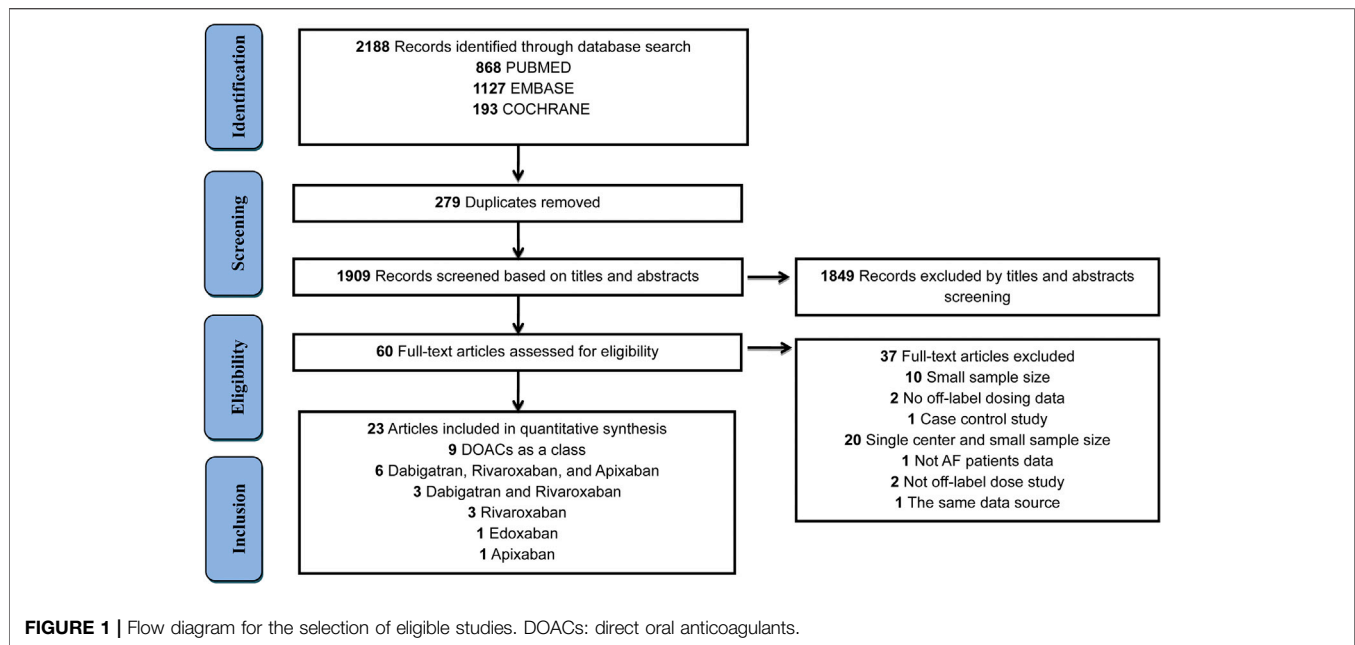 Identification
2188 Records identified through database search
868 PUBMED
1127 EMBASE
193 COCHRANE
Screening
279 Duplicates removed
1909 Records screened based on titles and abstracts
1849 Records excluded by titles and abstracts
screening
Eligibility
60 Full-text articles assessed for eligibility
37 Full-text articles excluded
10 Small sample size
2 No off-label dosing data
1 Case control study
20 Single center and small sample size
1 Not AF patients data
2 Not off-label dose study
1 The same data source
Inclusion
23 Articles included in quantitative synthesis
9 DOACs as a class
6 Dabigatran, Rivaroxaban, and Apixaban
3 Dabigatran and Rivaroxaban
3 Rivaroxaban
1 Edoxaban
1 Apixaban
FIGURE 1 | Flow diagram for the selection of eligible studies. DOACs: direct oral anticoagulants.